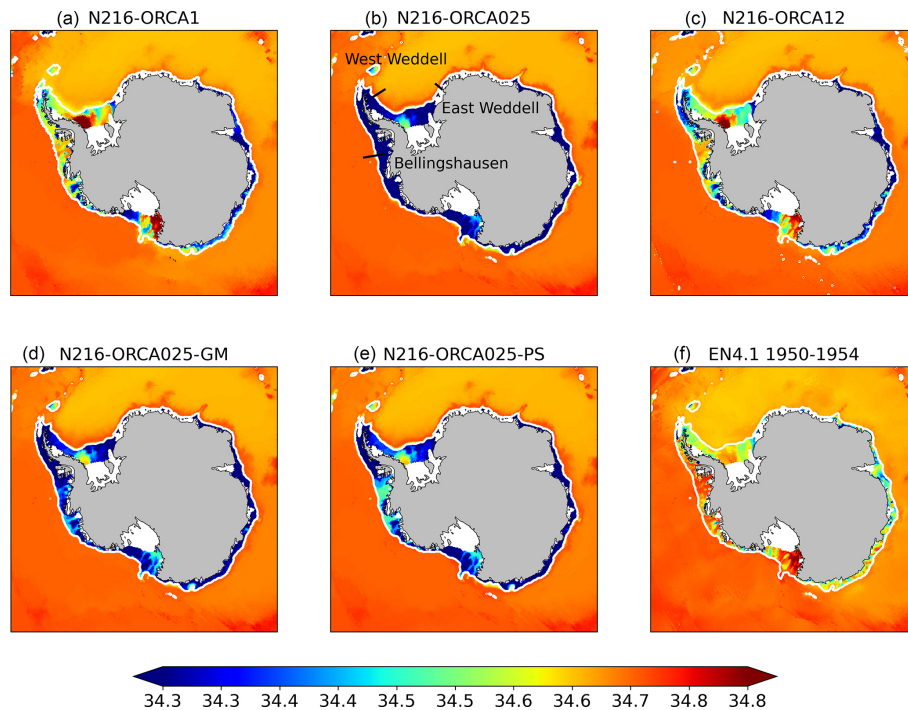 (a) N216-ORCA1
(b) N216-ORCA025
(c) N216-ORCA12
West Weddell
East Weddell
Bellingshausen
(d) N216-ORCA025-GM
(e) N216-ORCA025-PS
(f) EN4.1 1950-1954
34.3 34.3 34.4 34.4 34.5 34.5 34.6 34.6 34.7 34.8 34.8